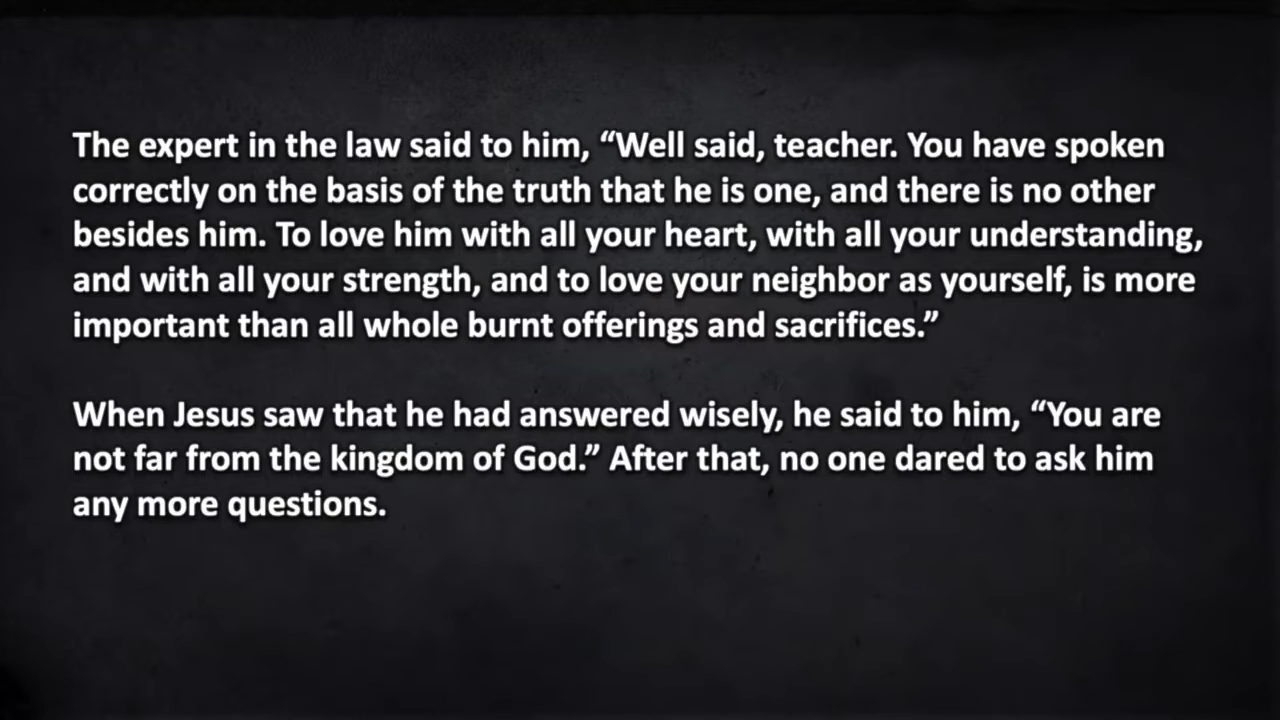 The expert in the law said to him, “Well said, teacher. You have spoken
correctly on the basis of the truth that he is one, and there is no other
besides him. To love him with all your heart, with all your understanding,
and with all your strength, and to love your neighbor as yourself, is more
important than all whole burnt offerings and sacrifices.”
When Jesus saw that he had answered wisely, he said to him, “You are
not far from the kingdom of God.” After that, no one dared to ask him
any more questions.